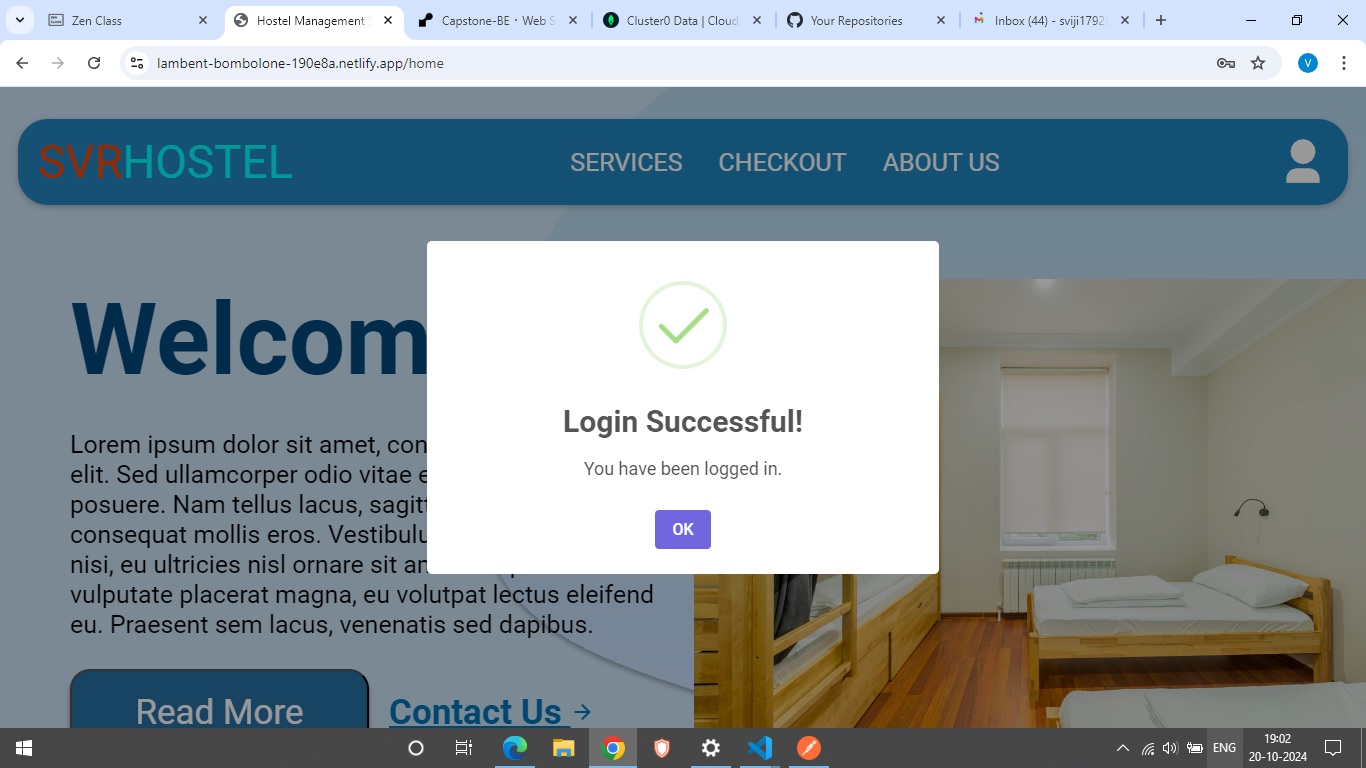 Zen Class
Hostel Management
Capstone-BE · Web S
Cluster0 Data | Cloud
Your Repositories
Inbox (44) - sviji1792
lambent-bombolone-190e8a.netlify.app/home
V
SVRHOSTEL
SERVICES
CHECKOUT
ABOUT US
Welcom
Lorem ipsum dolor sit amet, con
elit. Sed ullamcorper odio vitae e
posuere. Nam tellus lacus, sagitt
consequat mollis eros. Vestibulu
nisi, eu ultricies nisl ornare sit am
vulputate placerat magna, eu volutpat lectus eleifend
eu. Praesent sem lacus, venenatis sed dapibus.
Login Successful!
You have been logged in.
OK
Read More
Contact Us →
ENG
19:02
20-10-2024